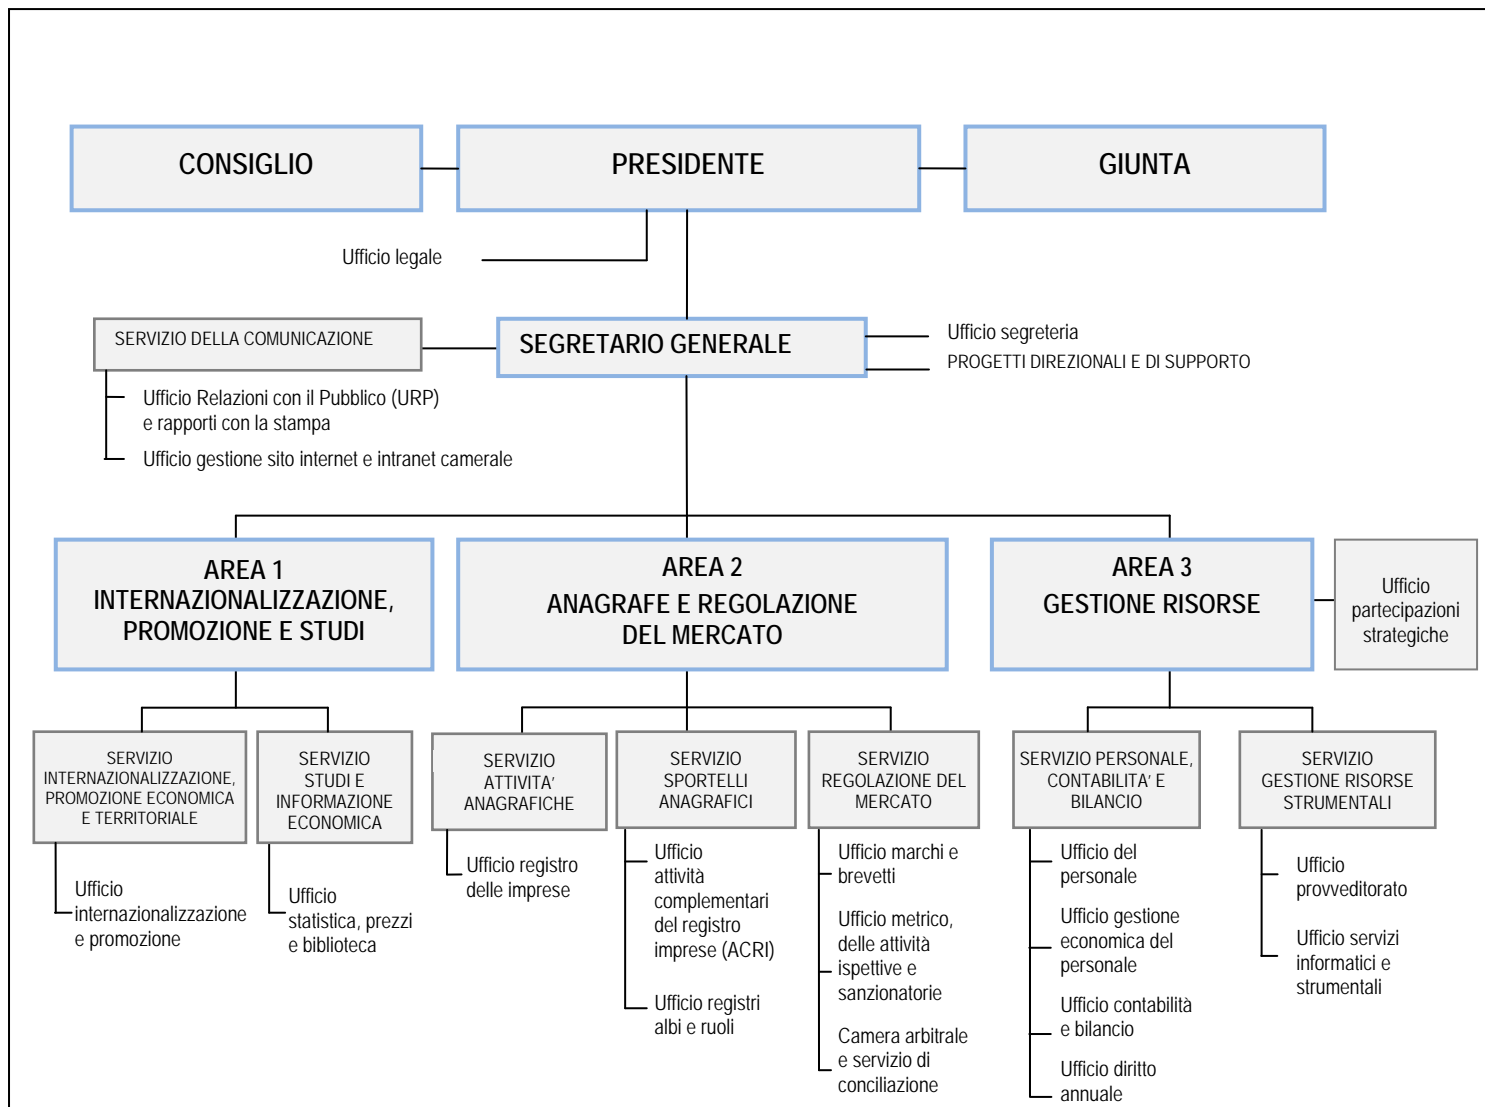 CONSIGLIO
PRESIDENTE
GIUNTA
Ufficio legale
SERVIZIO DELLA COMUNICAZIONE
SEGRETARIO GENERALE
Ufficio segreteria
PROGETTI DIREZIONALI E DI SUPPORTO
Ufficio Relazioni con il Pubblico (URP)
e rapporti con la stampa
Ufficio gestione sito internet e intranet camerale
AREA 1
INTERNAZIONALIZZAZIONE,
PROMOZIONE E STUDI
AREA 2
ANAGRAFE E REGOLAZIONE
DEL MERCATO
AREA 3
GESTIONE RISORSE
Ufficio
partecipazioni
strategiche
SERVIZIO
INTERNAZIONALIZZAZIONE,
PROMOZIONE ECONOMICA
E TERRITORIALE
SERVIZIO
STUDI E
INFORMAZIONE
ECONOMICA
SERVIZIO
ATTIVITA'
ANAGRAFICHE
SERVIZIO
SPORTELLI
ANAGRAFICI
SERVIZIO
REGOLAZIONE DEL
MERCATO
SERVIZIO PERSONALE,
CONTABILITA' E
BILANCIO
SERVIZIO
GESTIONE RISORSE
STRUMENTALI
Ufficio
internazionalizzazione
e promozione
Ufficio
statistica, prezzi
e biblioteca
Ufficio registro
delle imprese
Ufficio
attività
complementari
del registro
imprese (ACRI)
Ufficio registri
albi e ruoli
Ufficio marchi e
brevetti
Ufficio metrico,
delle attività
ispettive e
sanzionatorie
Camera arbitrale
e servizio di
conciliazione
Ufficio del
personale
Ufficio gestione
economica del
personale
Ufficio contabilità
e bilancio
Ufficio diritto
annuale
Ufficio
provveditorato
Ufficio servizi
informatici e
strumentali